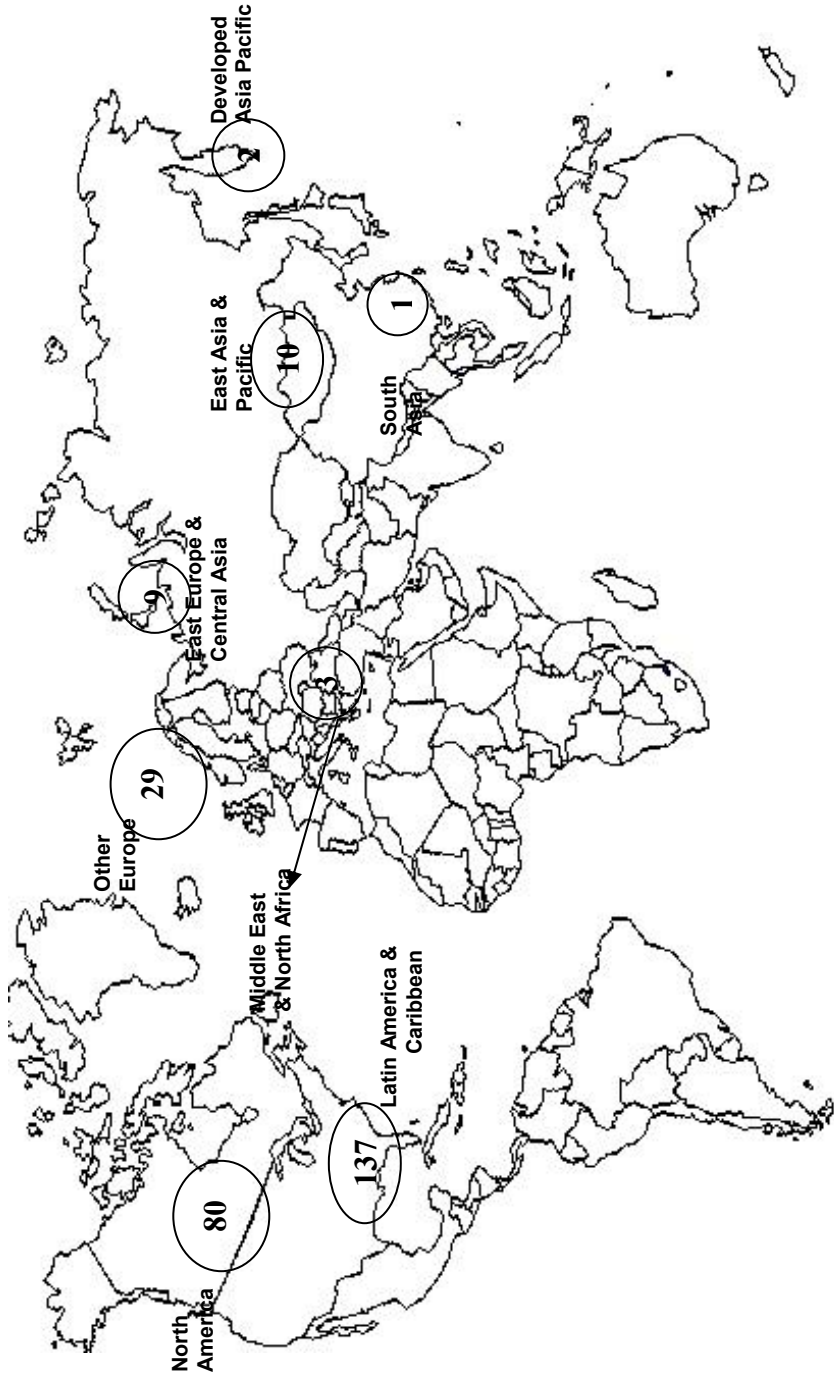 North
America
80
137
Latin America &
Caribbean
Middle East
& North Africa
Other
Europe
29
3
9
East Europe &
Central Asia
East Asia &
Pacific
10
South
Asia
1
Developed
Asia Pacific
2